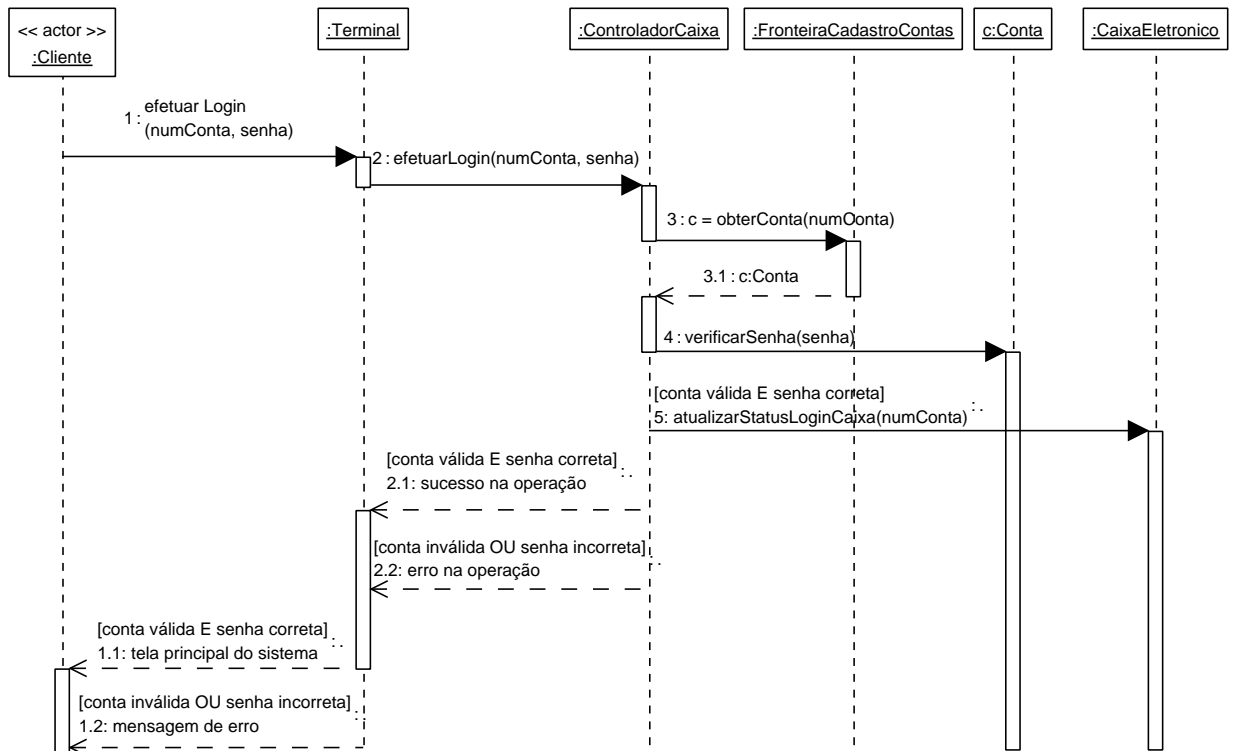 << actor >>
:Cliente
:Terminal
:ControladorCaixa
:FronteiraCadastroContas
c:Conta
:CaixaEletronico
1 : efetuar Login
(numConta, senha)
2 : efetuarLogin(numConta, senha)
3 : c = obterConta(numConta)
3.1 : c:Conta
4 : verificarSenha(senha)
[conta válida E senha correta]
5: atualizarStatusLoginCaixa(numConta)
: .
[conta válida E senha correta]
2.1: sucesso na operação
: .
[conta inválida OU senha incorreta]
2.2: erro na operação
: .
[conta válida E senha correta]
1.1: tela principal do sistema
: .
[conta inválida OU senha incorreta]
1.2: mensagem de erro
: .